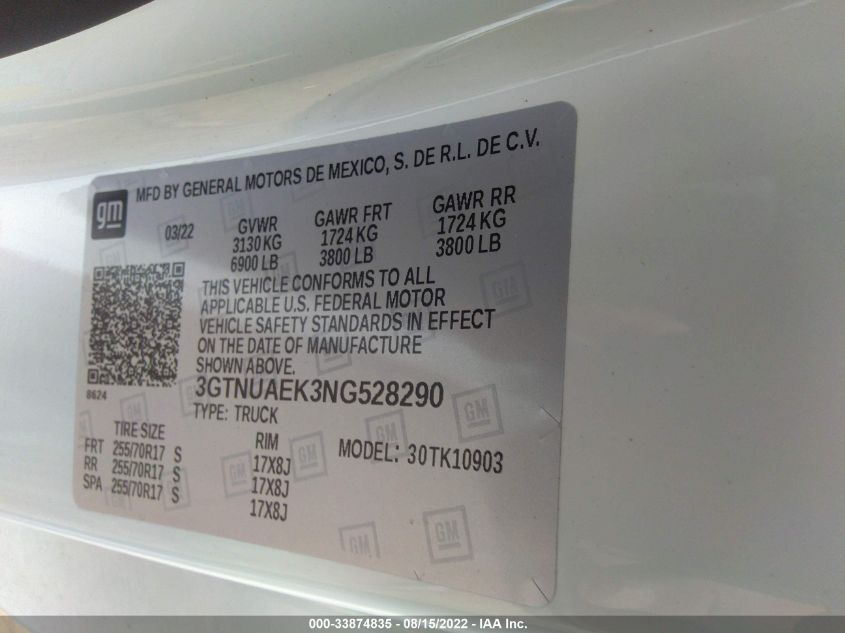 gm
MFD BY GENERAL MOTORS DE MEXICO, S. DE R.L. DE C.V.
03/22 GVWR GAWR FRT GAWR RR
3130 KG 1724 KG 1724 KG
6900 LB 3800 LB 3800 LB
THIS VEHICLE CONFORMS TO ALL
APPLICABLE U.S. FEDERAL MOTOR
VEHICLE SAFETY STANDARDS IN EFFECT
ON THE DATE OF MANUFACTURE
SHOWN ABOVE.
8624
3GTNUAEK3NG528290
TYPE: TRUCK
TIRE SIZE RIM MODEL: 30TK10903
FRT 255/70R17 S 17X8J
RR 255/70R17 S 17X8J
SPA 255/70R17 S 17X8J
GM
GM
GM
GM
000-33874835 - 08/15/2022 - IAA Inc.